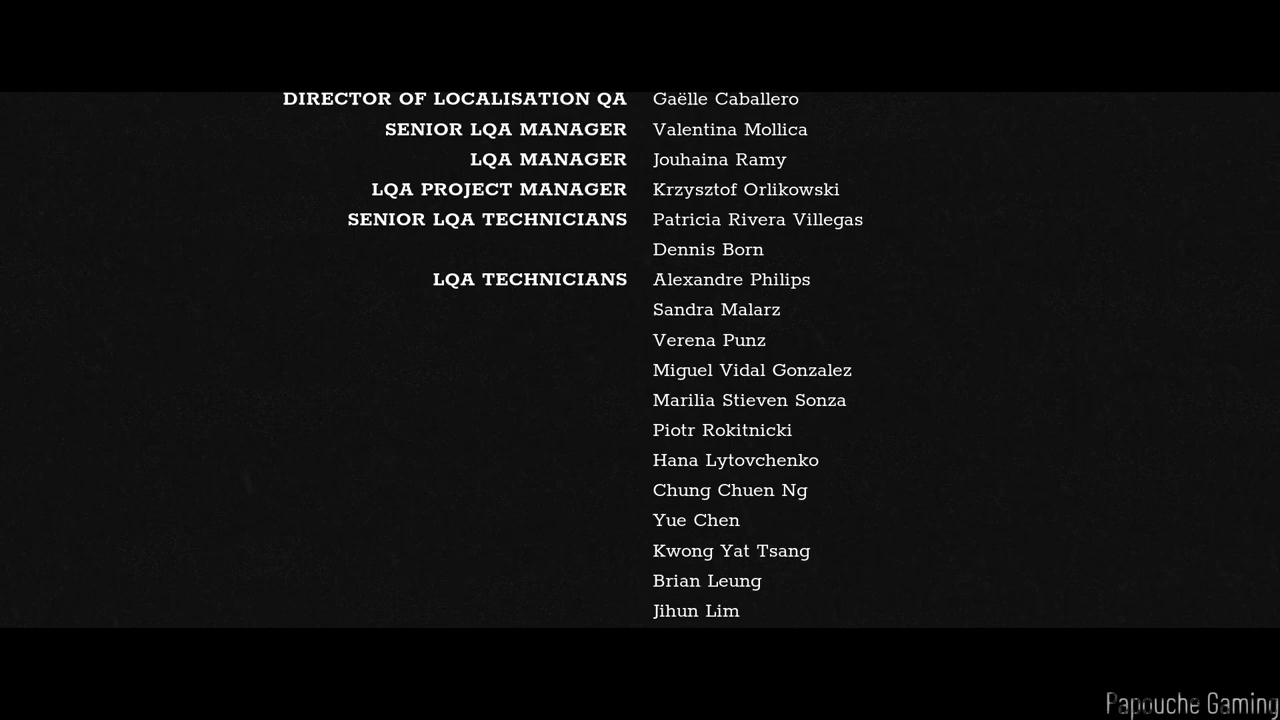 DIRECTOR OF LOCALISATION QA Gaëlle Caballero
SENIOR LQA MANAGER Valentina Mollica
LQA MANAGER Jouhaina Ramy
LQA PROJECT MANAGER Krzysztof Orlikowski
SENIOR LQA TECHNICIANS Patricia Rivera Villegas
Dennis Born
LQA TECHNICIANS Alexandre Philips
Sandra Malarz
Verena Punz
Miguel Vidal Gonzalez
Marilia Stieven Sonza
Piotr Rokitnicki
Hana Lytovchenko
Chung Chuen Ng
Yue Chen
Kwong Yat Tsang
Brian Leung
Jihun Lim
Papouche Gaming